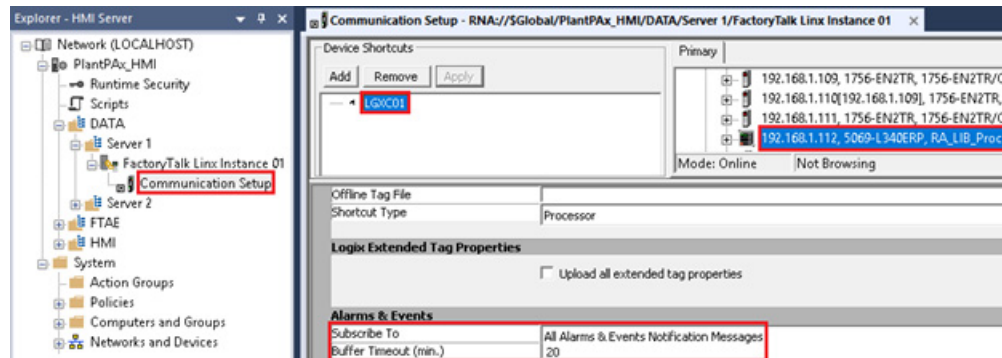 Explorer - HMI Server
Network (LOCALHOST)
PlantPAx_HMI
Runtime Security
Scripts
DATA
Server 1
FactoryTalk Linx Instance 01
Communication Setup
Server 2
FTAE
HMI
System
Action Groups
Policies
Computers and Groups
Networks and Devices
Communication Setup - RNA://$Global/PlantPAx_HMI/DATA/Server 1/FactoryTalk Linx Instance 01
Device Shortcuts
Add Remove Apply
LGXC01
Primary
192.168.1.109, 1756-EN2TR, 1756-EN2TR/
192.168.1.110[192.168.1.109], 1756-EN2TR,
192.168.1.111, 1756-EN2TR, 1756-EN2TR/
192.168.1.112, 5069-L340ERP, RA_LIB_Proc
Mode: Online Not Browsing
Offline Tag File
Shortcut Type Processor
Logix Extended Tag Properties
Upload all extended tag properties
Alarms & Events
Subscribe To All Alarms & Events Notification Messages
Buffer Timeout (min.) 20